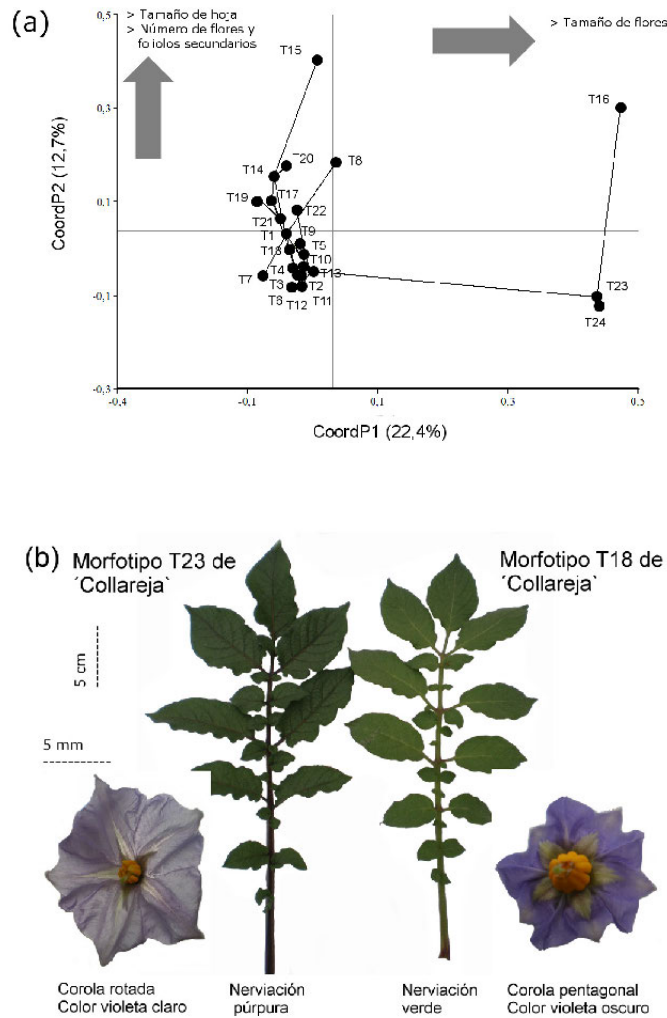 (a)
> Tamaño de hoja
> Número de flores y
foliolos secundarios
> Tamaño de flores
0,5
0,3
0,1
-0,1
-0,3
CoordP2 (12,7%)
T15
T16
T14
T20
T8
T19
T17
T21
T22
T1
T9
T18
T5
T10
T7
T4
T13
T3
T2
T6
T12
T11
T23
T24
-0,4
-0,1
0,1
0,3
0,5
CoordP1 (22,4%)
(b)
Morfotipo T23 de
´Collareja`
Morfotipo T18 de
´Collareja`
5 cm
5 mm
Corola rotada
Color violeta claro
Nerviación
púrpura
Nerviación
verde
Corola pentagonal
Color violeta oscuro